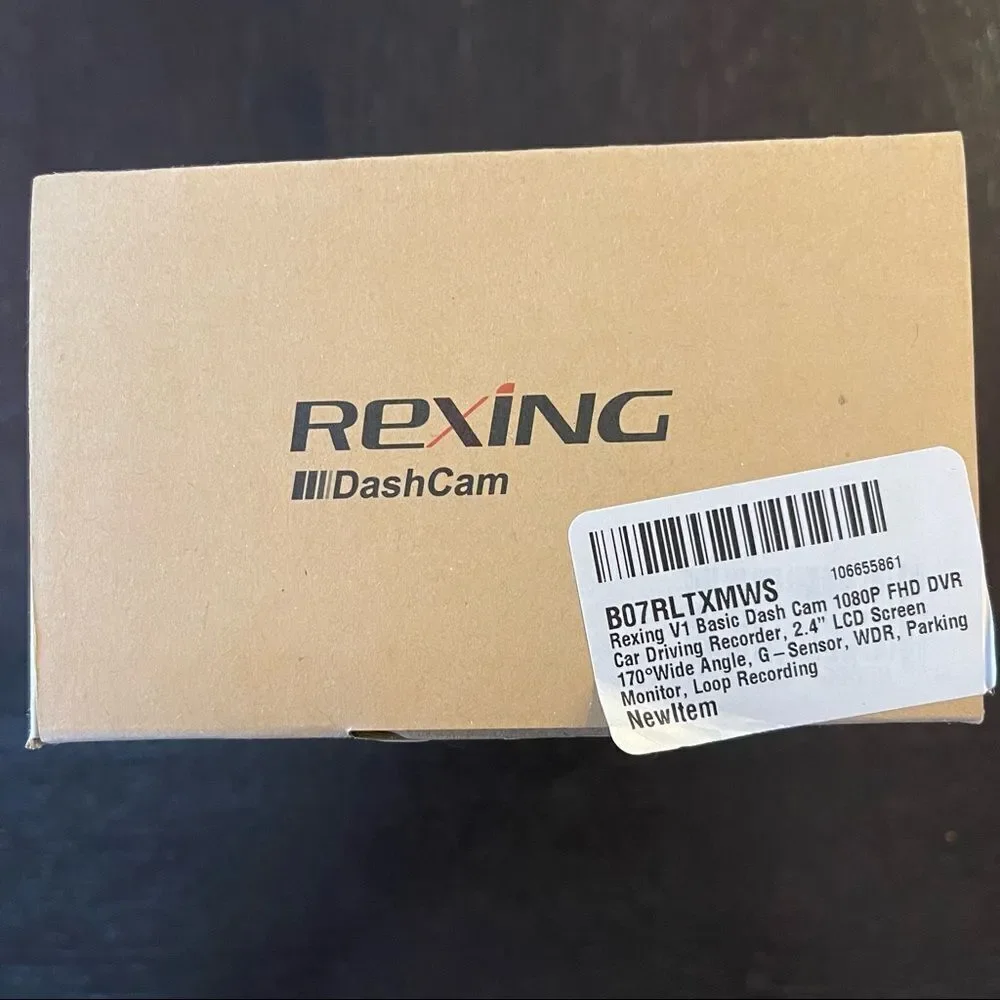 REXING
DashCam
106655861
B07RLTXMWS
Rexing V1 Basic Dash Cam 1080P FHD DVR
Car Driving Recorder, 2.4” LCD Screen
170°Wide Angle, G-Sensor, WDR, Parking
Monitor, Loop Recording
NewItem